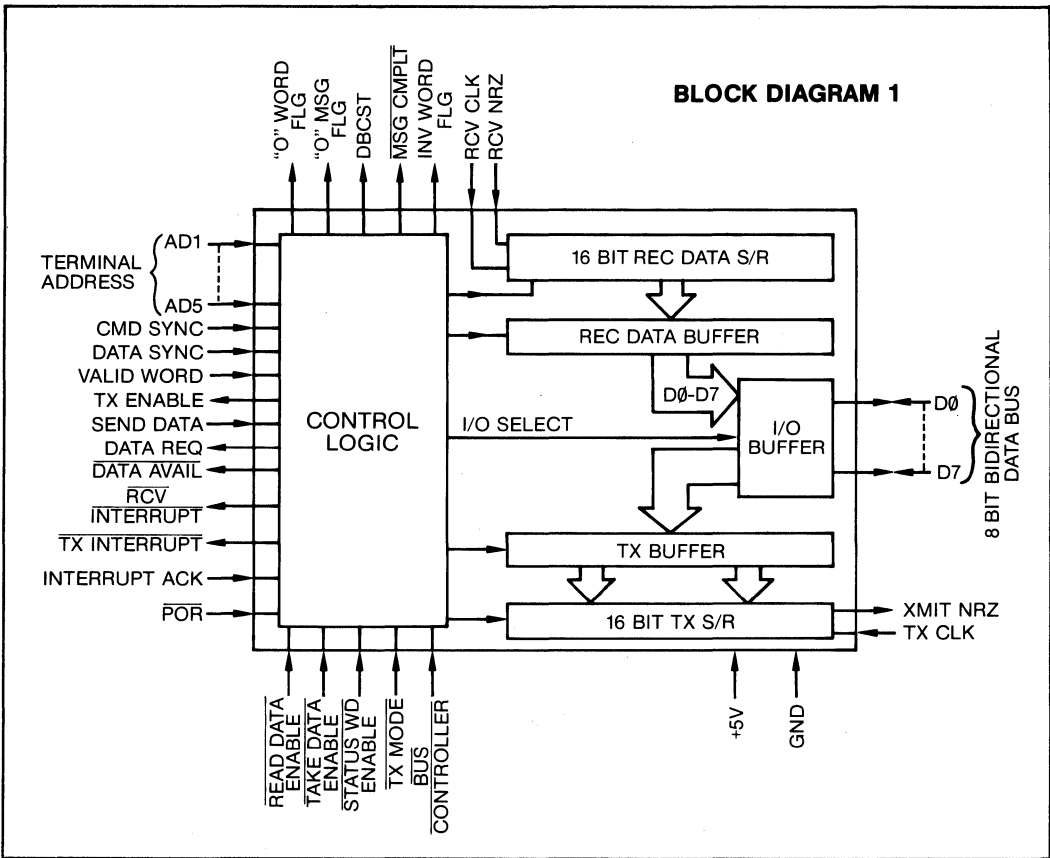 BLOCK DIAGRAM 1
"O" WORD
FLG
"O" MSG
FLG
DBCST
MSG CMPLT
INV WORD
FLG
RCV CLK
RCV NRZ
TERMINAL
ADDRESS
AD1
AD5
CMD SYNC
DATA SYNC
VALID WORD
TX ENABLE
SEND DATA
DATA REQ
DATA AVAIL
RCV
INTERRUPT
TX INTERRUPT
INTERRUPT ACK
POR
CONTROL
LOGIC
16 BIT REC DATA S/R
REC DATA BUFFER
DØ-D7
I/O SELECT
I/O
BUFFER
DØ
D7
8 BIT BIDIRECTIONAL
DATA BUS
TX BUFFER
16 BIT TX S/R
XMIT NRZ
TX CLK
READ DATA
ENABLE
TAKE DATA
ENABLE
STATUS WD
ENABLE
TX MODE
BUS
CONTROLLER
+5V
GND